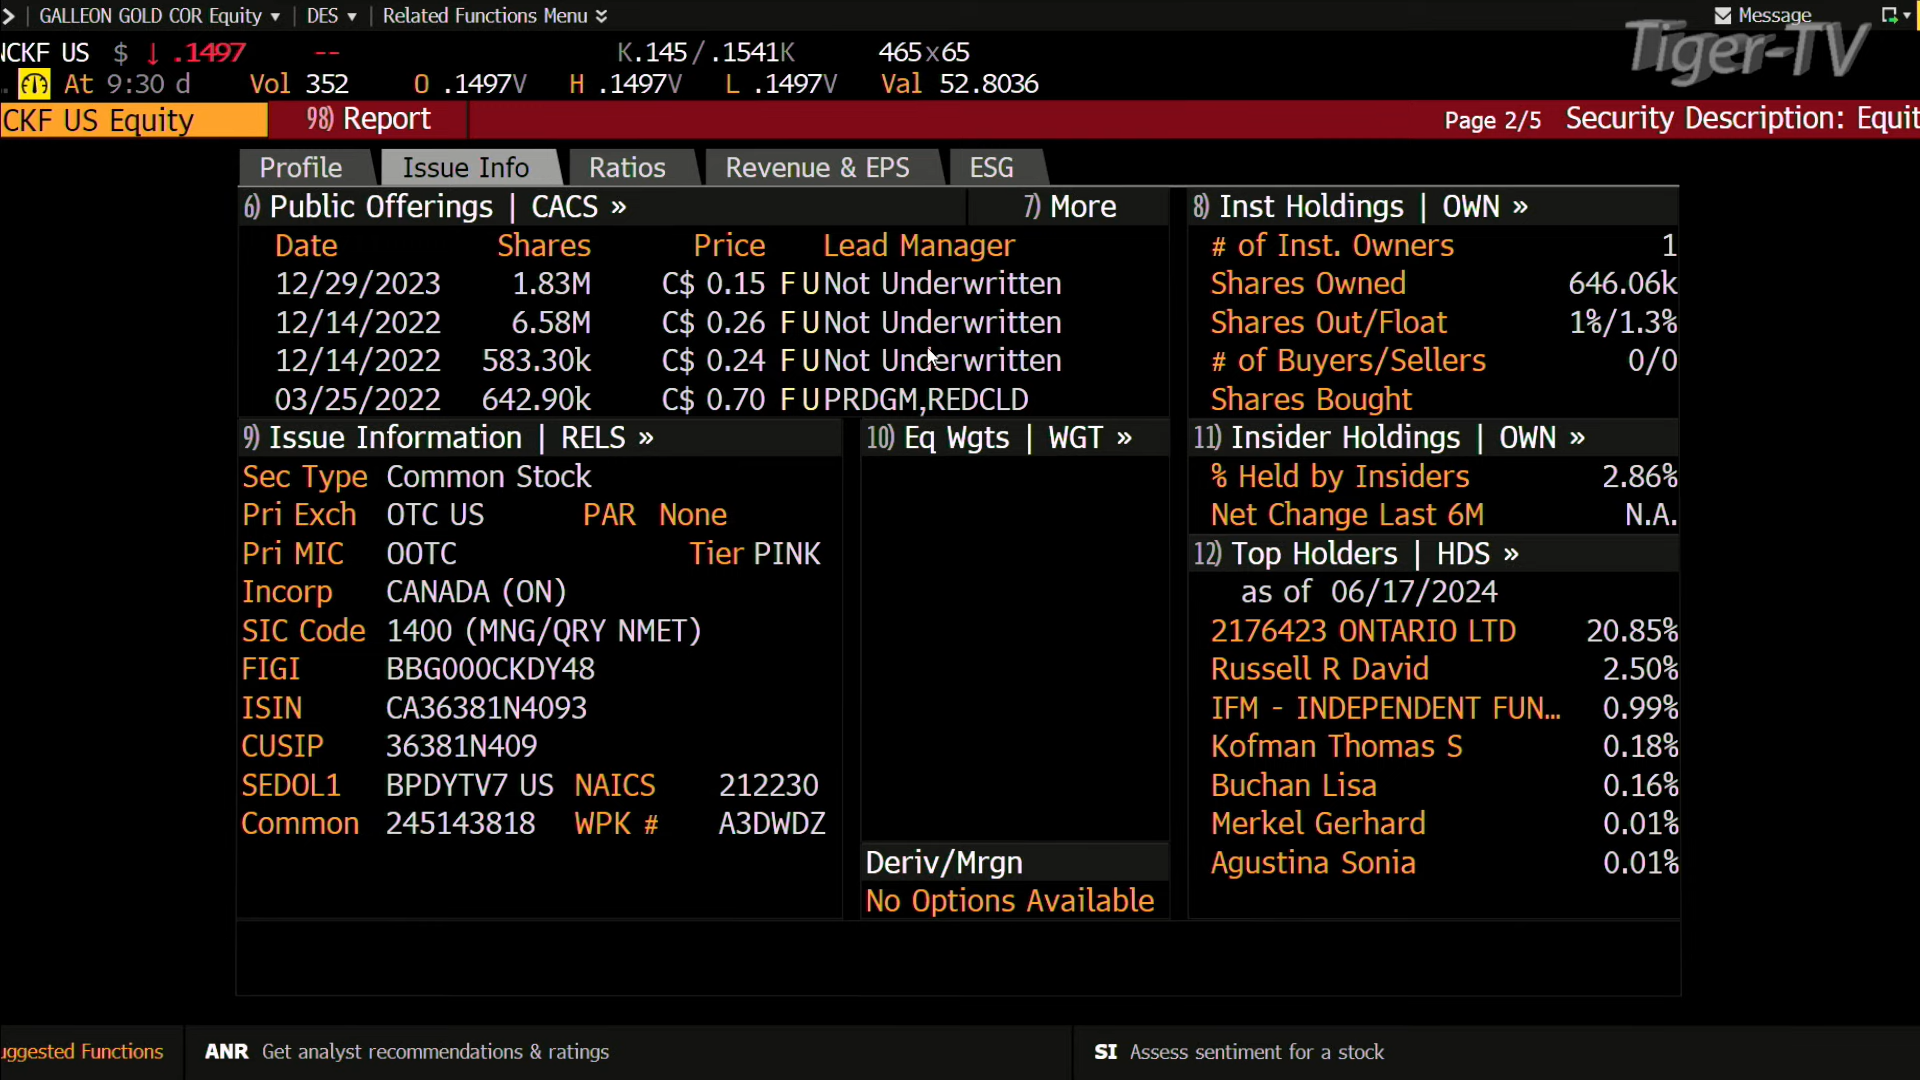 GALLEON GOLD COR Equity DES Related Functions Menu Message
CKF US $ ↓ .1497 -- K.145/.1541K 465x65
At 9:30 d Vol 352 O .1497V H .1497V L .1497V Val 52.8036
CKF US Equity 98) Report Page 2/5 Security Description: Equit
Tiger-TV
Profile Issue Info Ratios Revenue & EPS ESG
6) Public Offerings | CACS » 7) More
Date Shares Price Lead Manager
12/29/2023 1.83M C$ 0.15 F U Not Underwritten
12/14/2022 6.58M C$ 0.26 F U Not Underwritten
12/14/2022 583.30k C$ 0.24 F U Not Underwritten
03/25/2022 642.90k C$ 0.70 F U PRDGM,REDCLD
8) Inst Holdings | OWN »
# of Inst. Owners 1
Shares Owned 646.06k
Shares Out/Float 1%/1.3%
# of Buyers/Sellers 0/0
Shares Bought
9) Issue Information | RELS »
Sec Type Common Stock
Pri Exch OTC US PAR None
Pri MIC OOTC Tier PINK
Incorp CANADA (ON)
SIC Code 1400 (MNG/QRY NMET)
FIGI BBG000CKDY48
ISIN CA36381N4093
CUSIP 36381N409
SEDOL1 BPDYTV7 US NAICS 212230
Common 245143818 WPK # A3DWDZ
10) Eq Wgts | WGT »
Deriv/Mrgn
No Options Available
11) Insider Holdings | OWN »
% Held by Insiders 2.86%
Net Change Last 6M N.A.
12) Top Holders | HDS »
as of 06/17/2024
2176423 ONTARIO LTD 20.85%
Russell R David 2.50%
IFM - INDEPENDENT FUN... 0.99%
Kofman Thomas S 0.18%
Buchan Lisa 0.16%
Merkel Gerhard 0.01%
Agustina Sonia 0.01%
uggested Functions ANR Get analyst recommendations & ratings SI Assess sentiment for a stock